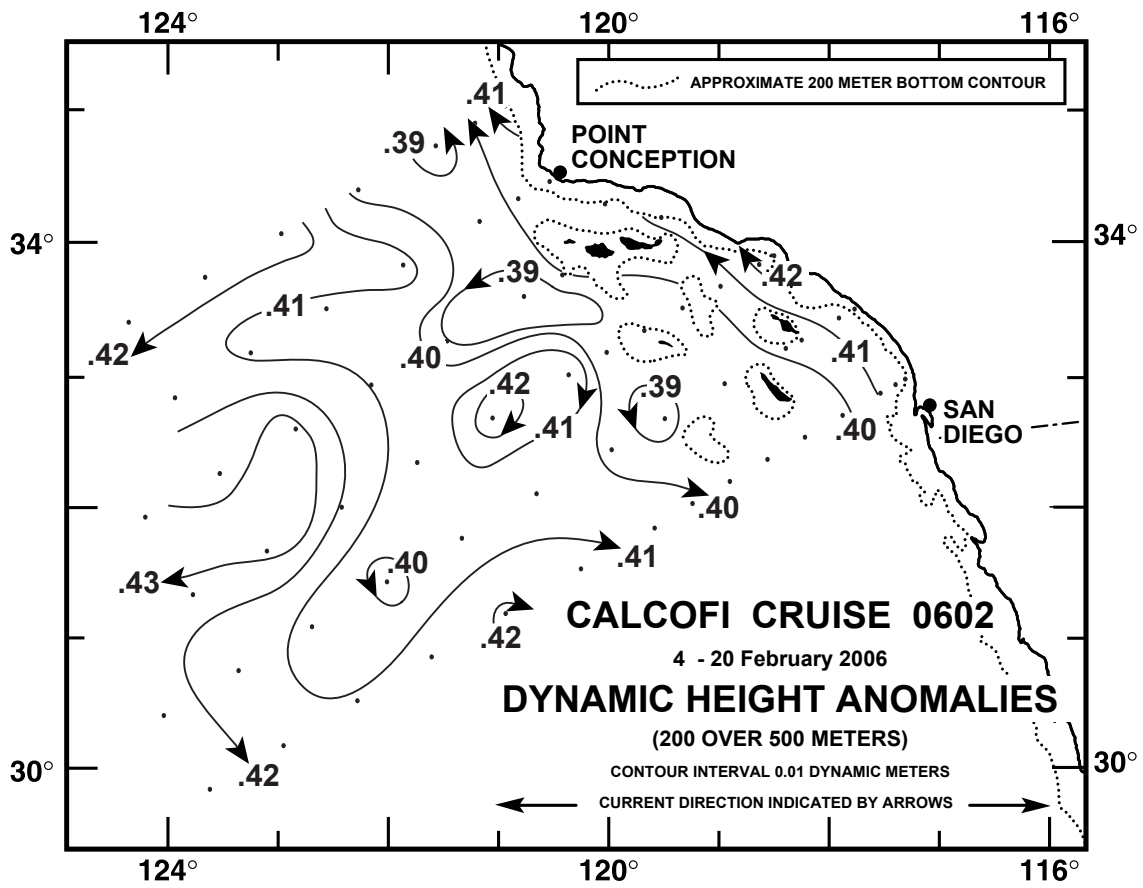 124° 120° 116°
APPROXIMATE 200 METER BOTTOM CONTOUR
.41
.39
POINT
CONCEPTION
34° 34°
.39 .42
.41
.42 .40 .41
.42 .39
.41 .40
SAN
DIEGO
.40
.43 .40 .41
CALCOFI CRUISE 0602
.42
4 - 20 February 2006
DYNAMIC HEIGHT ANOMALIES
(200 OVER 500 METERS)
30° .42 30°
CONTOUR INTERVAL 0.01 DYNAMIC METERS
CURRENT DIRECTION INDICATED BY ARROWS
124° 120° 116°